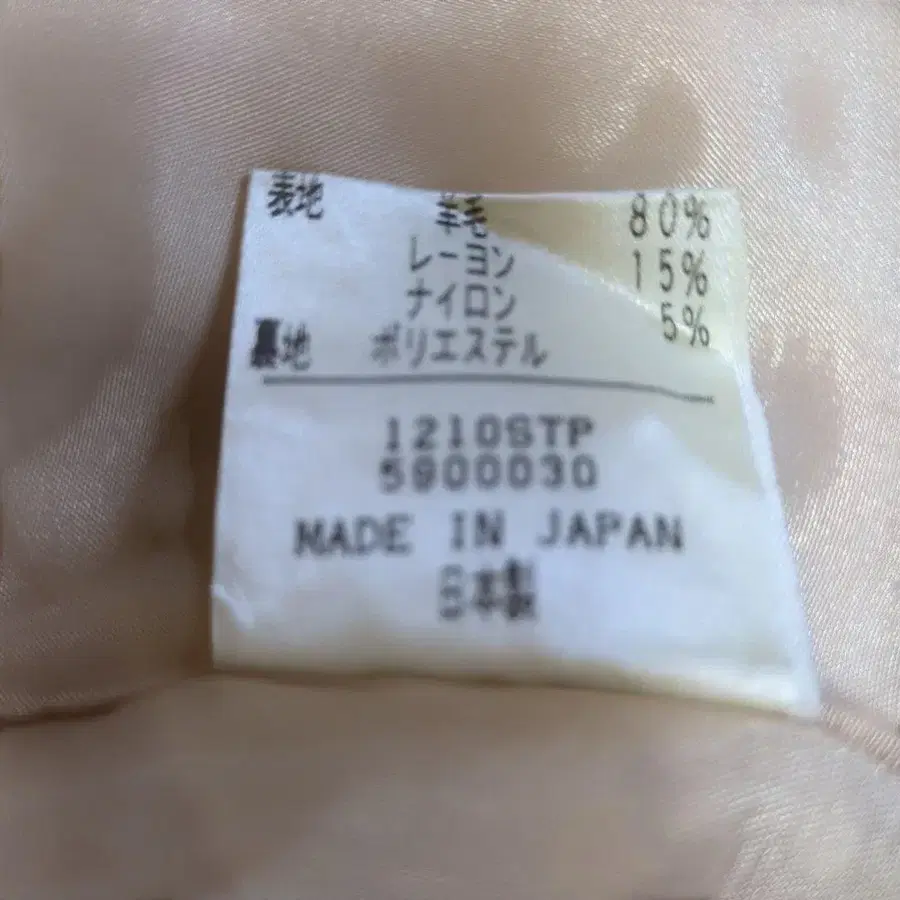 表地 羊毛 80%
レーヨン 15%
ナイロン 5%
裏地 ポリエステル
1210STP
5900030
MADE IN JAPAN
日本製